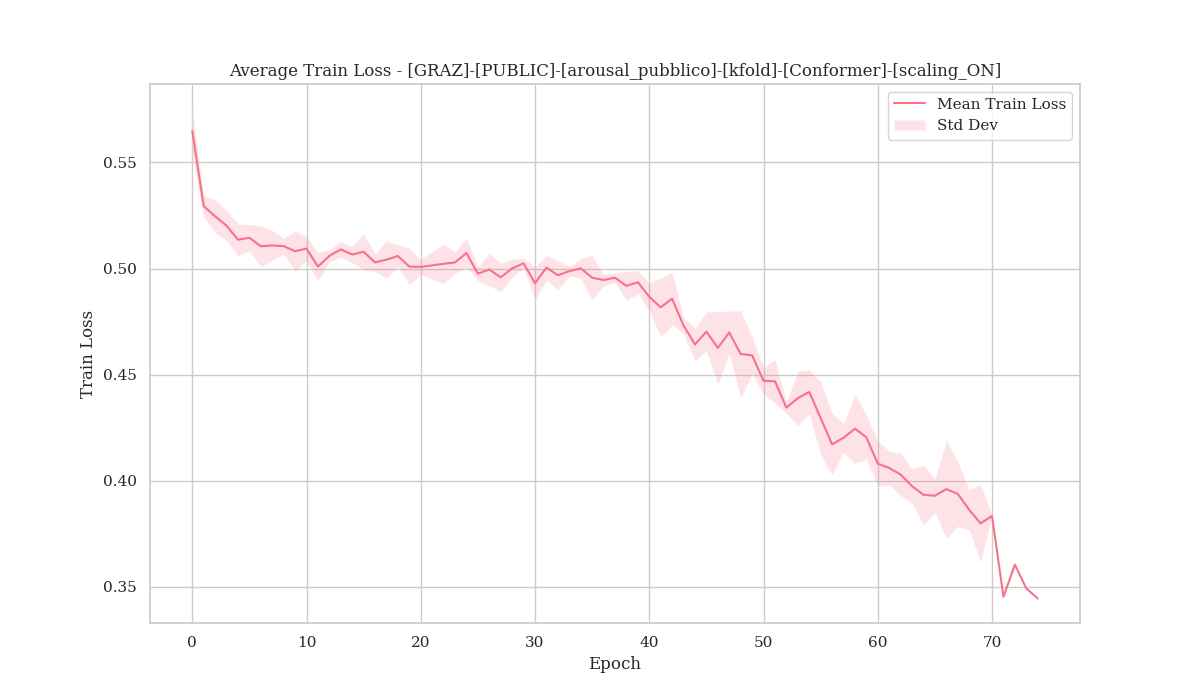 Average Train Loss - [GRAZ]-[PUBLIC]-[arousal_pubblico]-[kfold]-[Conformer]-[scaling_ON]
Mean Train Loss
Std Dev
Train Loss
0.55
0.50
0.45
0.40
0.35
0 10 20 30 40 50 60 70
Epoch